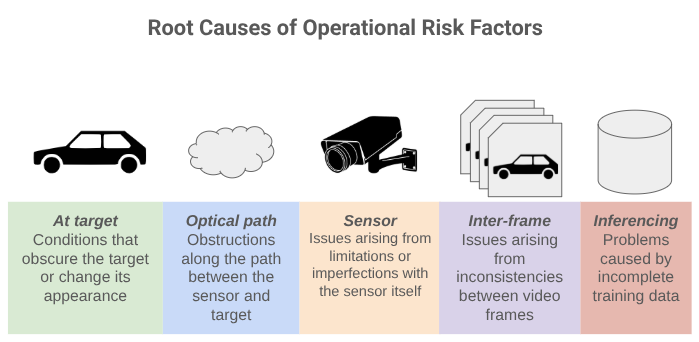 Root Causes of Operational Risk Factors
At target
Conditions that
obscure the target
or change its
appearance
Optical path
Obstructions
along the path
between the
sensor and
target
Sensor
Issues arising from
limitations or
imperfections with
the sensor itself
Inter-frame
Issues arising
from
inconsistencies
between video
frames
Inferencing
Problems
caused by
incomplete
training data